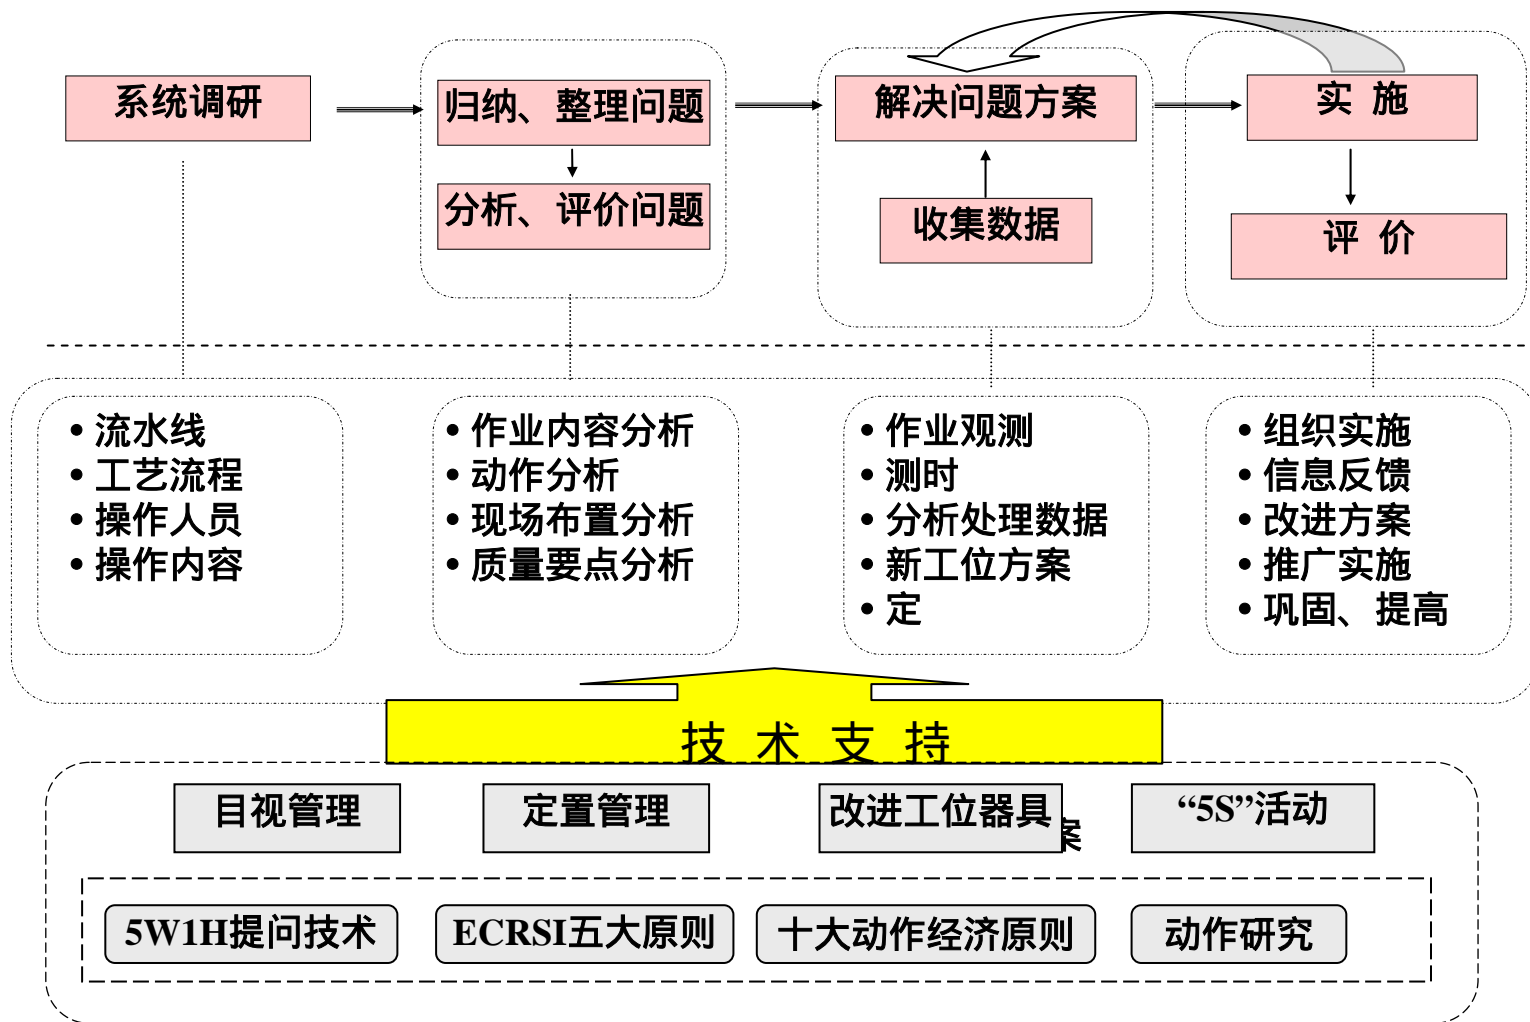 系统调研
归纳、整理问题
分析、评价问题
解决问题方案
收集数据
实 施
评 价
• 流水线
• 工艺流程
• 操作人员
• 操作内容
• 作业内容分析
• 动作分析
• 现场布置分析
• 质量要点分析
• 作业观测
• 测时
• 分析处理数据
• 新工位方案
• 定
• 组织实施
• 信息反馈
• 改进方案
• 推广实施
• 巩固、提高
技 术 支 持
目视管理
定置管理
改进工位器具
案
“5S”活动
5W1H提问技术
ECRSI五大原则
十大动作经济原则
动作研究